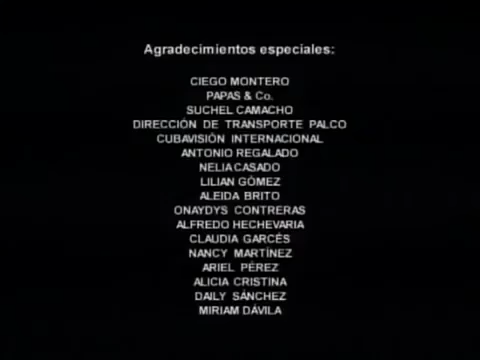 Agradecimientos especiales:
CIEGO MONTERO
PAPAS & Co.
SUCHEL CAMACHO
DIRECCIÓN DE TRANSPORTE PALCO
CUBAVISIÓN INTERNACIONAL
ANTONIO REGALADO
NELIA CASADO
LILIAN GÓMEZ
ALEIDA BRITO
ONAYDYS CONTRERAS
ALFREDO HECHEVARIA
CLAUDIA GARCÉS
NANCY MARTÍNEZ
ARIEL PÉREZ
ALICIA CRISTINA
DAILY SÁNCHEZ
MIRIAM DÁVILA